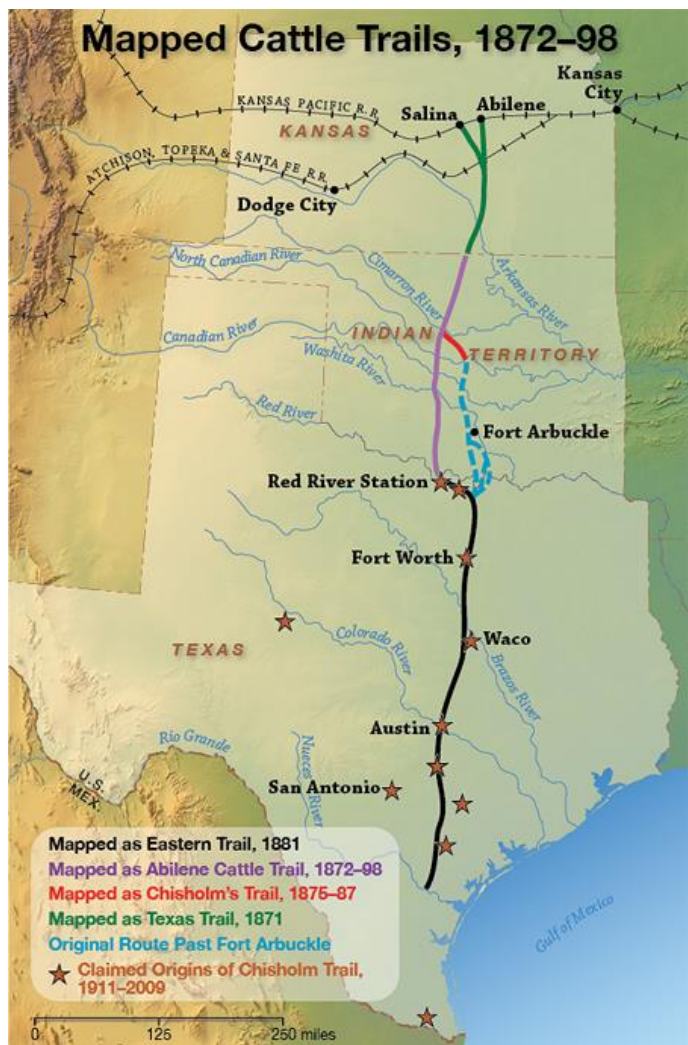 Mapped Cattle Trails, 1872–98
Kansas
City
KANSAS PACIFIC R.R.
Salina
Abilene
KANSAS
ATCHISON, TOPEKA & SANTA FE R.R.
Dodge City
North Canadian River
Cimarron River
Arkansas River
Canadian River
INDIAN
TERRITORY
Washita River
Red River
Fort Arbuckle
Red River Station
Fort Worth
TEXAS
Colorado River
Waco
Brazos River
Austin
Rio Grande
Nueces River
San Antonio
U.S.
MEX.
Mapped as Eastern Trail, 1881
Mapped as Abilene Cattle Trail, 1872–98
Mapped as Chisholm's Trail, 1875–87
Mapped as Texas Trail, 1871
Original Route Past Fort Arbuckle
Claimed Origins of Chisholm Trail,
1911–2009
Gulf of Mexico
0 125 250 miles